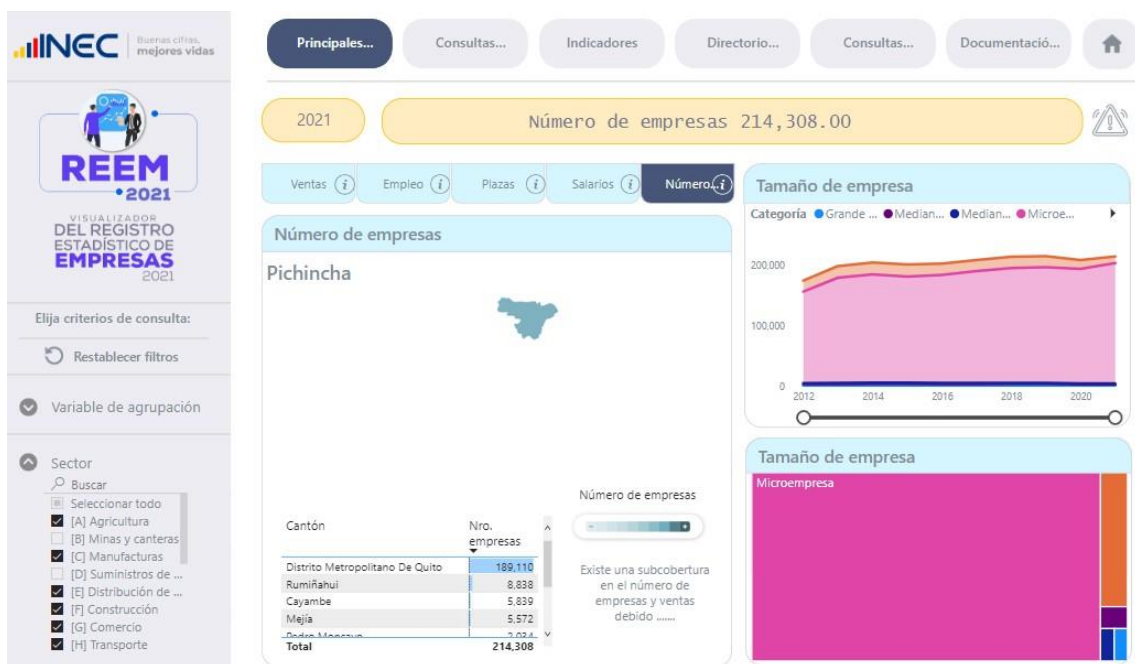 INEC
Buenas cifras,
mejores vidas
Principales...
Consultas...
Indicadores
Directorio...
Consultas...
Documentació...
REEM
2021
VISUALIZADOR
DEL REGISTRO
ESTADÍSTICO DE
EMPRESAS
2021
Elija criterios de consulta:
Restablecer filtros
Variable de agrupación
Sector
Buscar
Seleccionar todo
[A] Agricultura
[B] Minas y canteras
[C] Manufacturas
[D] Suministros de ...
[E] Distribución de ...
[F] Construcción
[G] Comercio
[H] Transporte
2021
Número de empresas 214,308.00
Ventas i
Empleo i
Plazas i
Salarios i
Número... i
Número de empresas
Pichincha
Cantón Nro. empresas
Distrito Metropolitano De Quito 189,110
Rumiñahui 8,838
Cayambe 5,839
Mejía 5,572
Pedro Moncayo 2,034
Total 214,308
Número de empresas
- +
Existe una subcobertura
en el número de
empresas y ventas
debido ......
Tamaño de empresa
Categoría Grande ... Median... Median... Microe...
200,000
100,000
0
2012 2014 2016 2018 2020
Tamaño de empresa
Microempresa